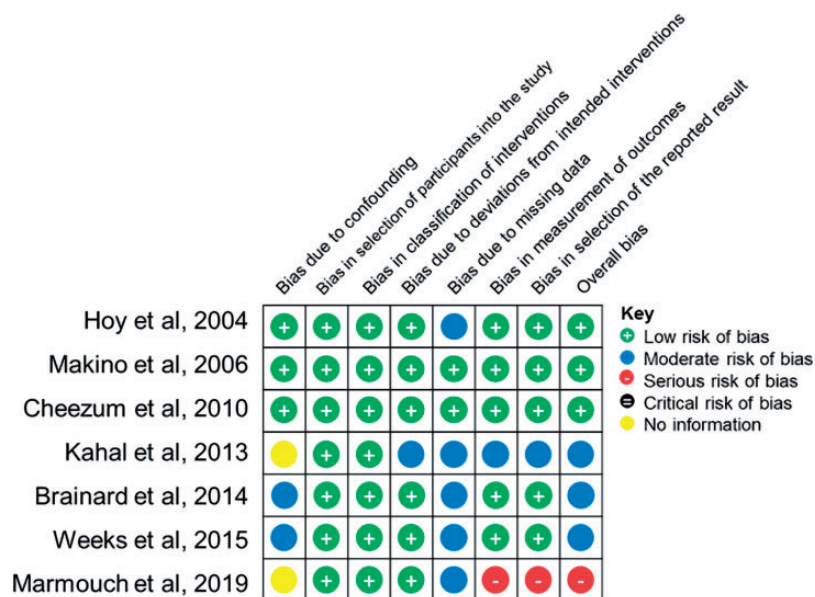 Bias due to confounding
Bias in selection of participants into the study
Bias in classification of interventions
Bias due to deviations from intended interventions
Bias due to missing data
Bias in measurement of outcomes
Bias in selection of the reported result
Overall bias
Hoy et al, 2004
Makino et al, 2006
Cheezum et al, 2010
Kahal et al, 2013
Brainard et al, 2014
Weeks et al, 2015
Marmouch et al, 2019
Key
+ Low risk of bias
Moderate risk of bias
- Serious risk of bias
= Critical risk of bias
No information